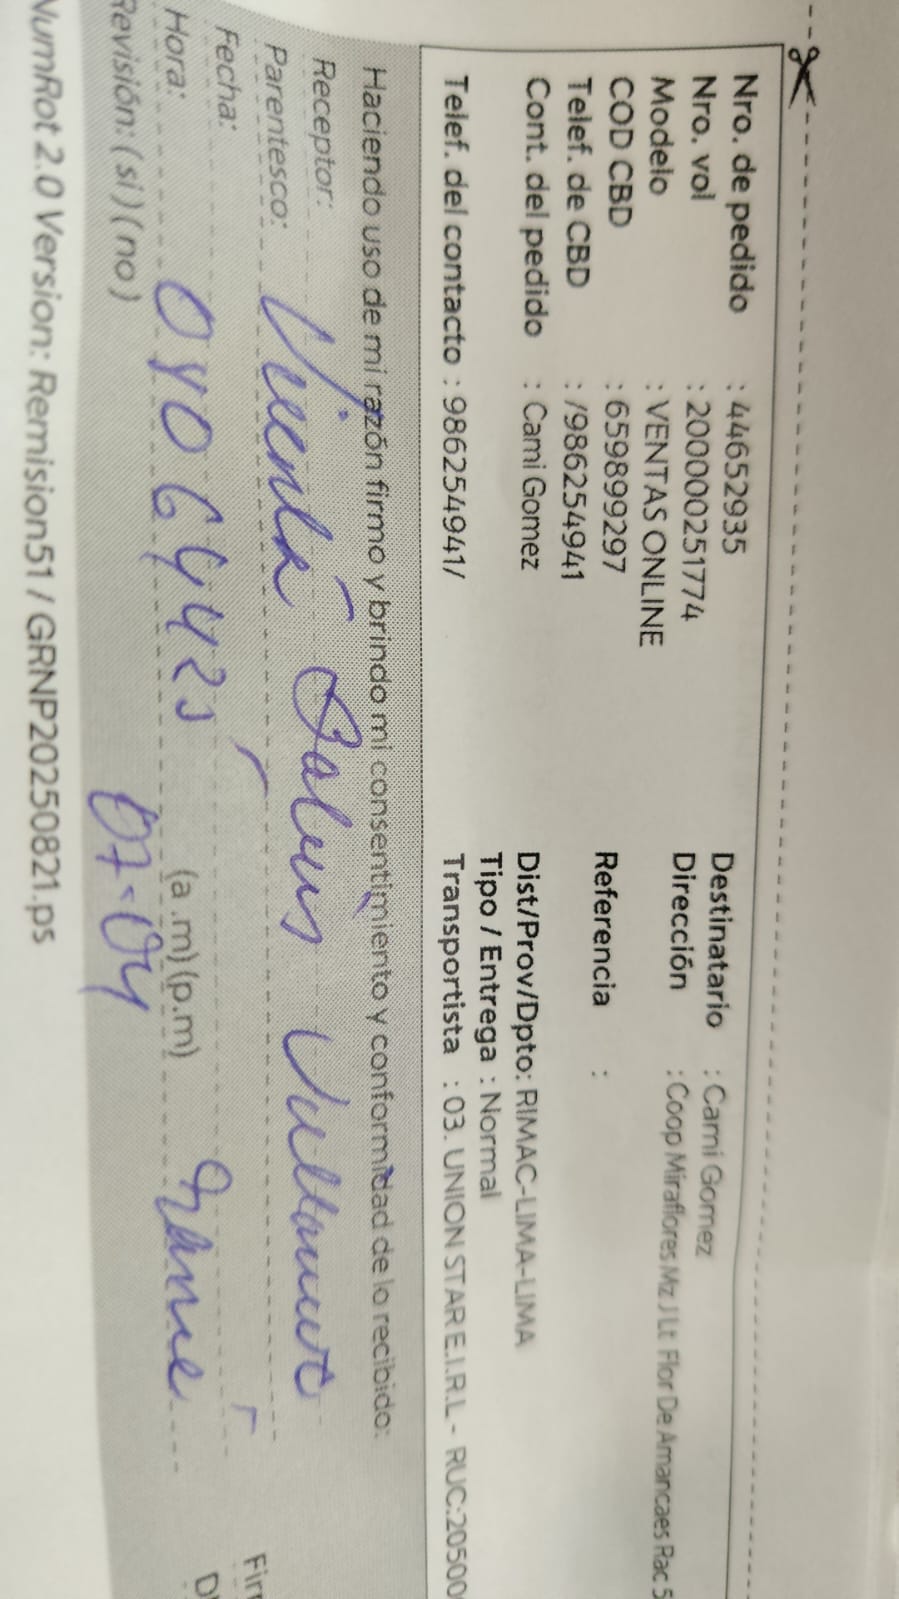 Nro. de pedido : 44652935
Nro. vol : 200000251774
Modelo : VENTAS ONLINE
COD CBD : 659899297
Telef. de CBD : /986254941
Cont. del pedido : Cami Gomez
Telef. del contacto : 986254941/
Destinatario : Cami Gomez
Dirección : Coop Miraflores Mz J Lt Flor De Amancaes Rac 5
Referencia :
Dist/Prov/Dpto: RIMAC-LIMA-LIMA
Tipo / Entrega : Normal
Transportista : 03. UNION STAR E.I.R.L - RUC:20500
Haciendo uso de mi razón firmo y brindo mi consentimiento y conformidad de lo recibido:
Receptor:
Parentesco:
Fecha:
Hora: (a .m) (p.m)
Revisión: (si) (no)
NumRot 2.0 Version: Remision51 / GRNP20250821.ps